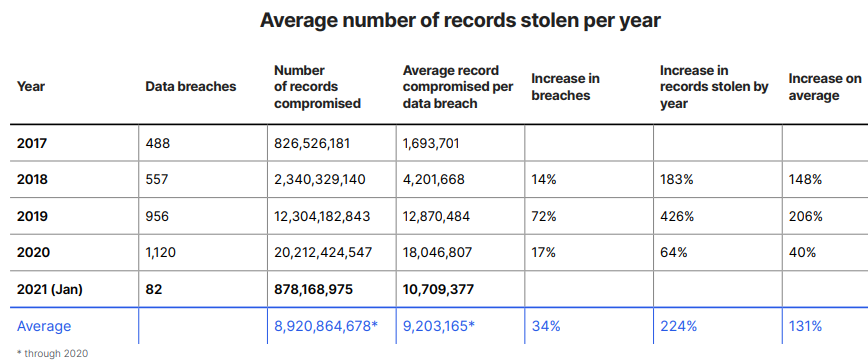 Average number of records stolen per year
Year Data breaches Number of records compromised Average record compromised per data breach Increase in breaches Increase in records stolen by year Increase on average
2017 488 826,526,181 1,693,701
2018 557 2,340,329,140 4,201,668 14% 183% 148%
2019 956 12,304,182,843 12,870,484 72% 426% 206%
2020 1,120 20,212,424,547 18,046,807 17% 64% 40%
2021 (Jan) 82 878,168,975 10,709,377
Average 8,920,864,678* 9,203,165* 34% 224% 131%
* through 2020